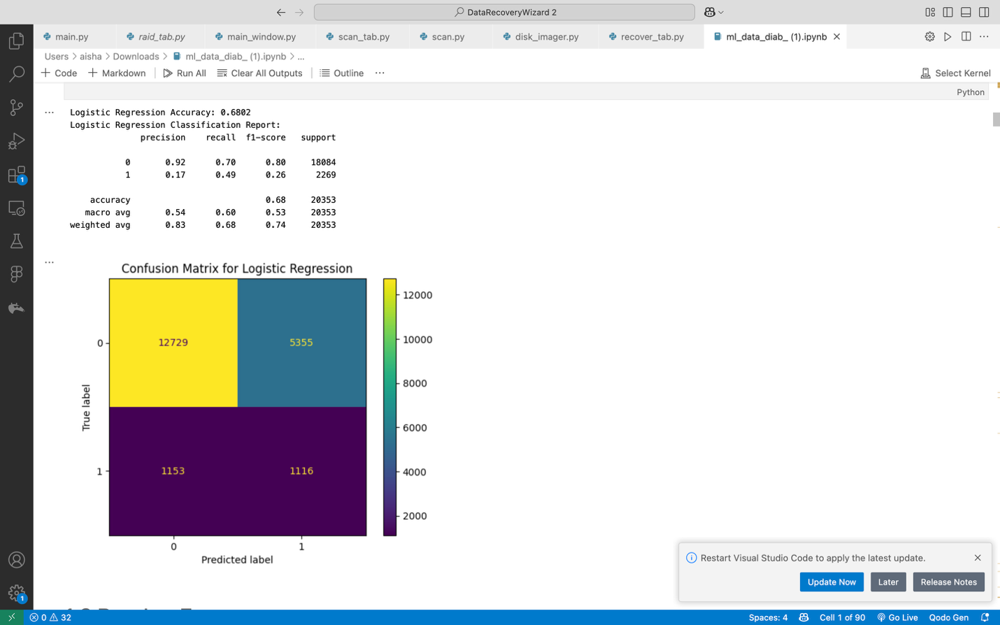 DataRecoveryWizard 2
main.py
raid_tab.py
main_window.py
scan_tab.py
scan.py
disk_imager.py
recover_tab.py
ml_data_diab_ (1).ipynb
Users > aisha > Downloads > ml_data_diab_ (1).ipynb > ...
+ Code + Markdown Run All Clear All Outputs Outline ...
Select Kernel
Python
Logistic Regression Accuracy: 0.6802
Logistic Regression Classification Report:
precision recall f1-score support
0 0.92 0.70 0.80 18084
1 0.17 0.49 0.26 2269
accuracy 0.68 20353
macro avg 0.54 0.60 0.53 20353
weighted avg 0.83 0.68 0.74 20353
Confusion Matrix for Logistic Regression
12000
10000
8000
6000
4000
2000
0
12729 5355
True label
1
1153 1116
0 1
Predicted label
Restart Visual Studio Code to apply the latest update.
Update Now Later Release Notes
1
1
0 32
Spaces: 4 Cell 1 of 90 Go Live Qodo Gen